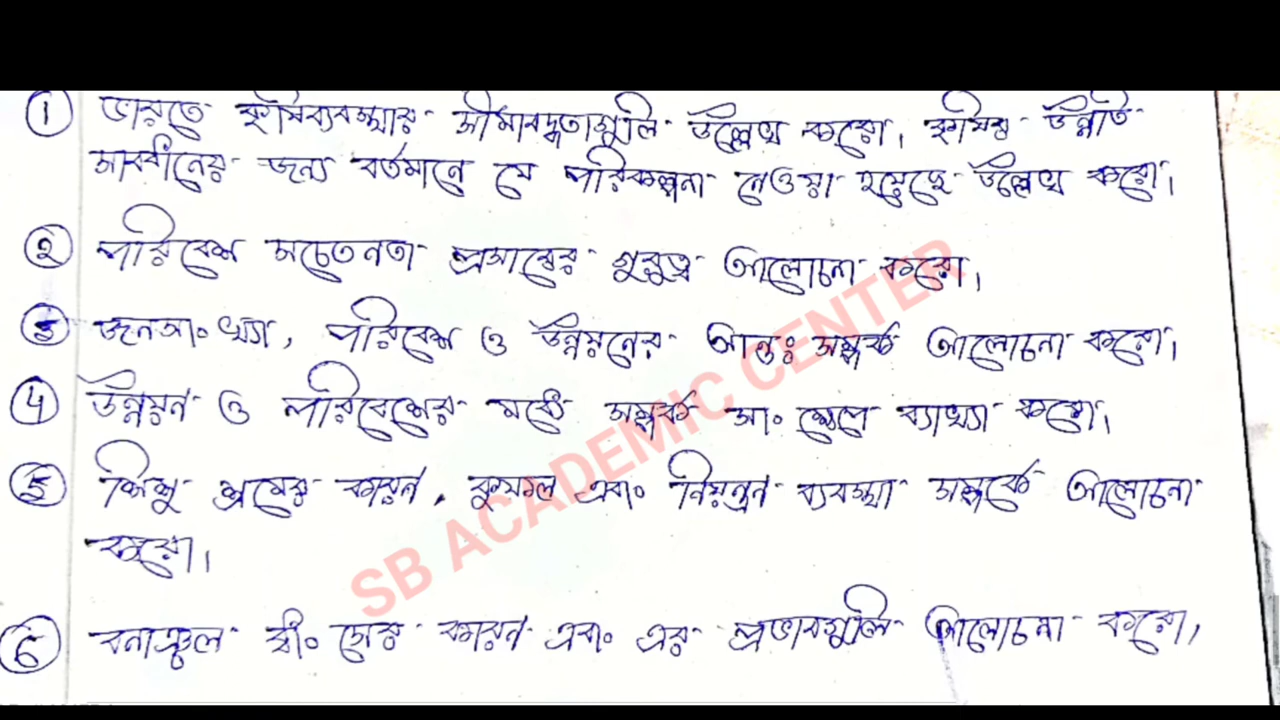 ① ভারতে কৃষিব্যবস্থার সীমাবদ্ধতাগুলি উল্লেখ করো। কৃষির উন্নতি
সাধনের জন্য বর্তমানে যে পরিকল্পনা নেওয়া হয়েছে উল্লেখ করো।
② পরিবেশ সচেতনতা প্রসারের গুরুত্ব আলোচনা করো।
③ জনসংখ্যা, পরিবেশ ও উন্নয়নের আন্তঃ সম্পর্ক আলোচনা করো।
④ উন্নয়ন ও পরিবেশের মধ্যে সম্পর্ক সংক্ষেপে ব্যাখ্যা করো।
⑤ শিশু শ্রমের কারন, কুফল এবং নিয়ন্ত্রন ব্যবস্থা সম্পর্কে আলোচনা
করো।
⑥ বনাঞ্চল ধ্বংসের কারন এবং এর প্রভাবগুলি আলোচনা করো।
SB ACADEMIC CENTER